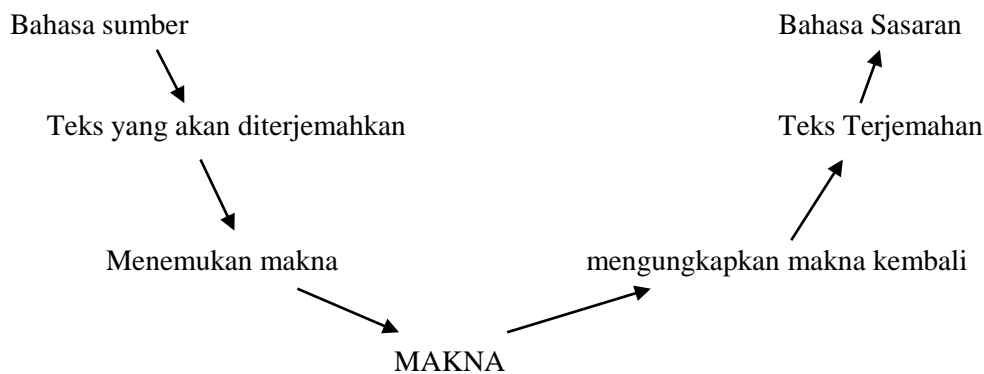 Bahasa sumber
Bahasa Sasaran
Teks yang akan diterjemahkan
Teks Terjemahan
Menemukan makna
mengungkapkan makna kembali
MAKNA